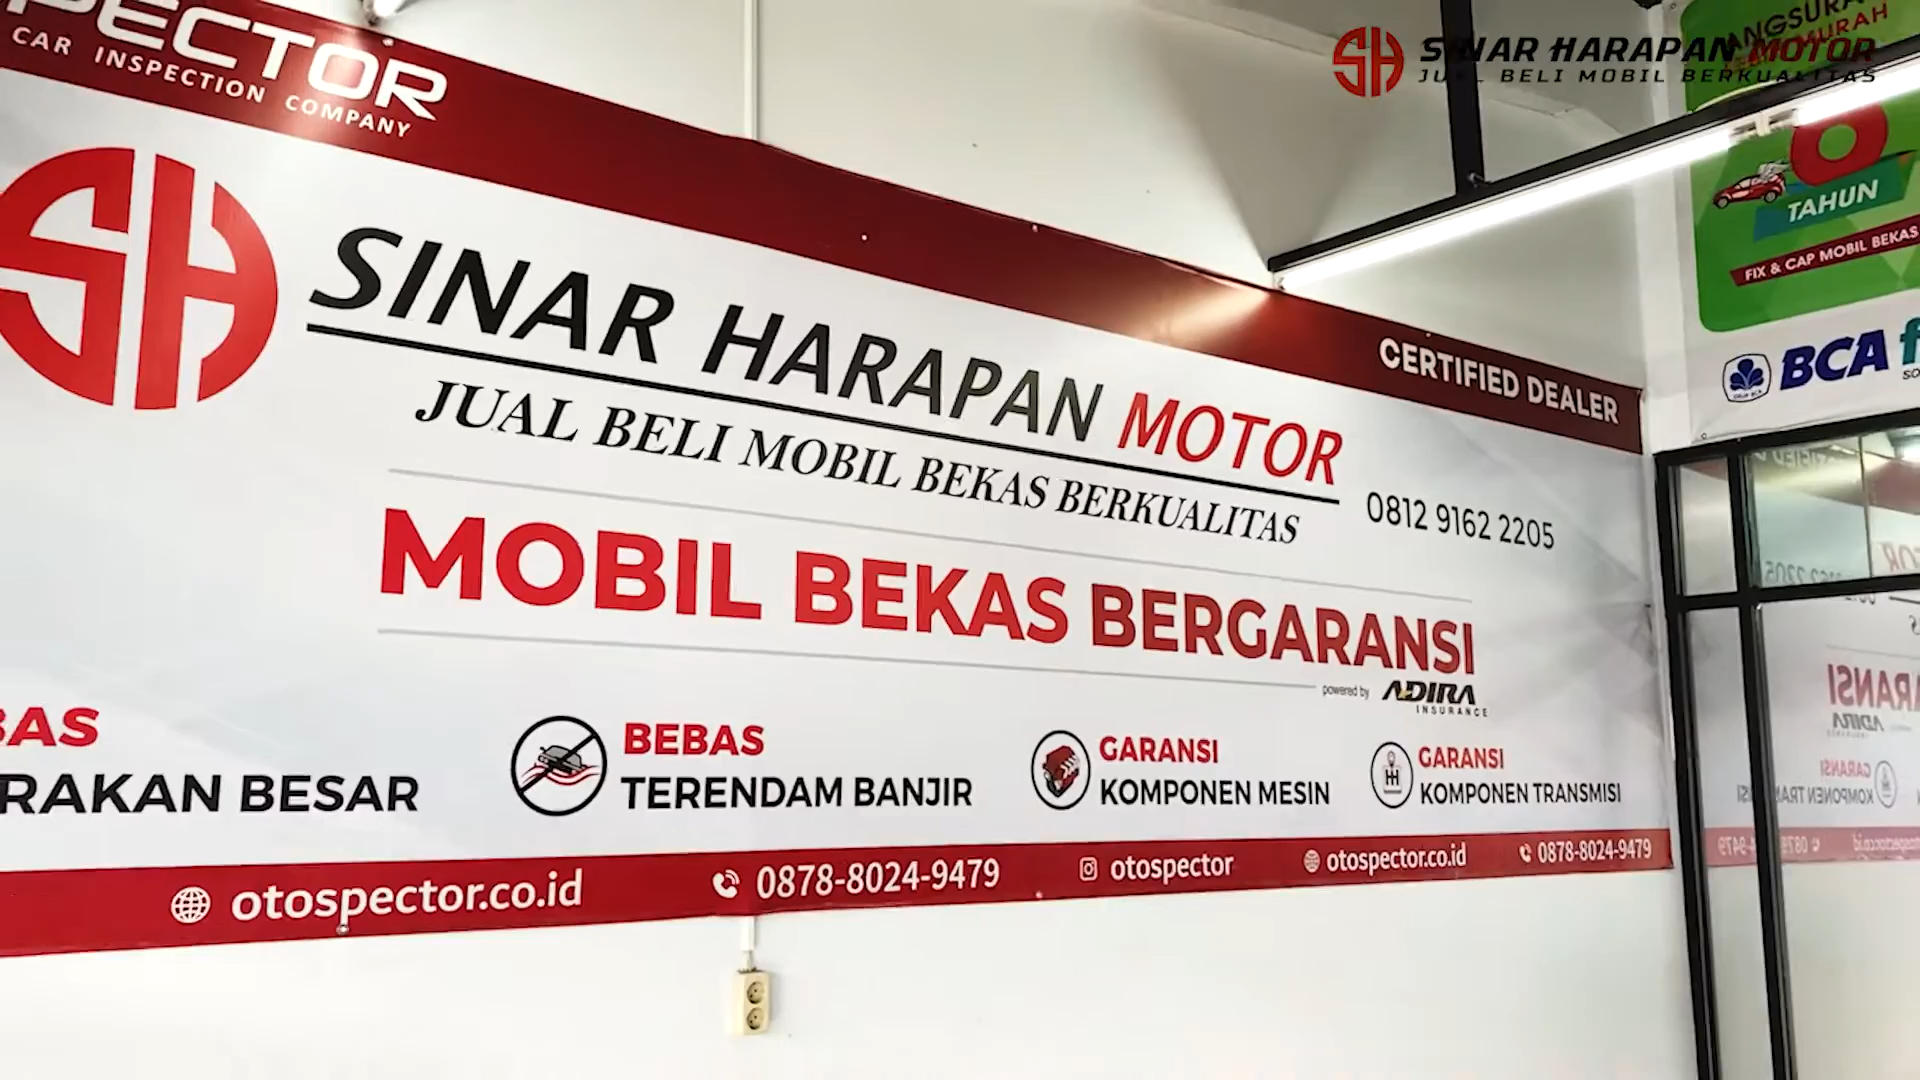 CAR INSPECTION COMPANY
SH
SINAR HARAPAN MOTOR
JUAL BELI MOBIL BERKUALITAS
CERTIFIED DEALER
SH
SINAR HARAPAN MOTOR
JUAL BELI MOBIL BEKAS BERKUALITAS
0812 9162 2205
MOBIL BEKAS BERGARANSI
powered by ADIRA
INSURANCE
BEBAS
TERENDAM BANJIR
GARANSI
KOMPONEN MESIN
GARANSI
KOMPONEN TRANSMISI
BESAR
otospector.co.id
0878-8024-9479
otospector
otospector.co.id
0878-8024-9479
TAHUN
FIX & CAP MOBIL BEKAS
BCA